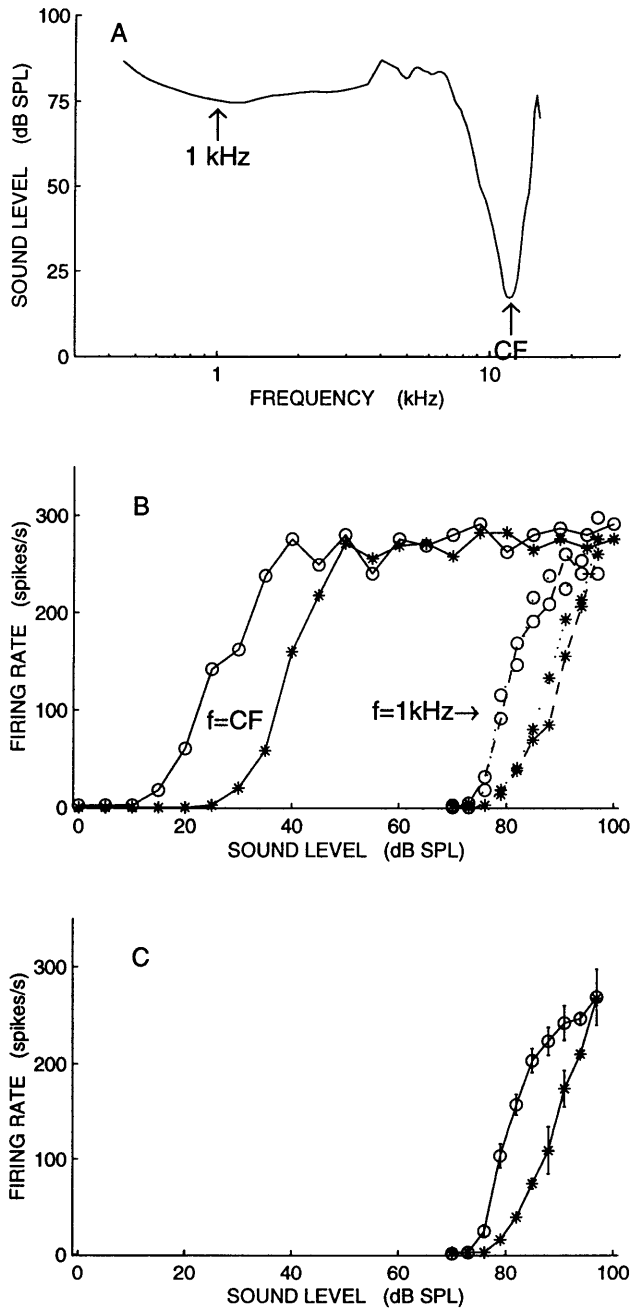 A
100
75
50
25
0
SOUND LEVEL (dB SPL)
1 kHz
CF
1
10
FREQUENCY (kHz)
B
300
200
100
0
FIRING RATE (spikes/s)
f=CF
f=1kHz→
0
20
40
60
80
100
SOUND LEVEL (dB SPL)
C
300
200
100
0
FIRING RATE (spikes/s)
0
20
40
60
80
100
SOUND LEVEL (dB SPL)